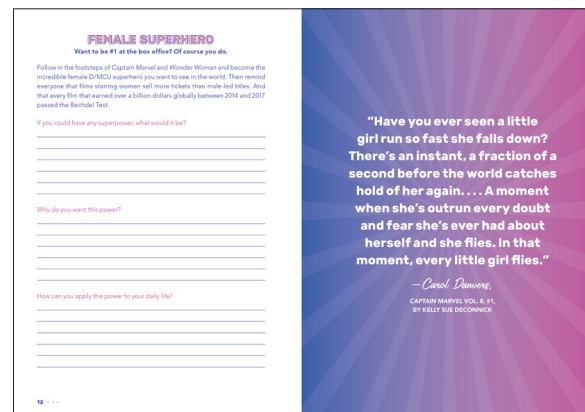 FEMALE SUPERHERO
Want to be #1 at the box office? Of course you do.
Follow in the footsteps of Captain Marvel and Wonder Woman and become the
incredible female D/MCU superhero you want to see in the world. Then remind
everyone that films starring women sell more tickets than male-led titles. And
that every film that earned over a billion dollars globally between 2014 and 2017
passed the Bechdel Test.
If you could have any superpower, what would it be?
Why do you want this power?
How can you apply this power to your daily life?
12
“Have you ever seen a little
girl run so fast she falls down?
There’s an instant, a fraction of a
second before the world catches
hold of her again. . . . A moment
when she’s outrun every doubt
and fear she’s ever had about
herself and she flies. In that
moment, every little girl flies.”
—Carol Danvers,
CAPTAIN MARVEL VOL. 8, #1,
BY KELLY SUE DECONNICK